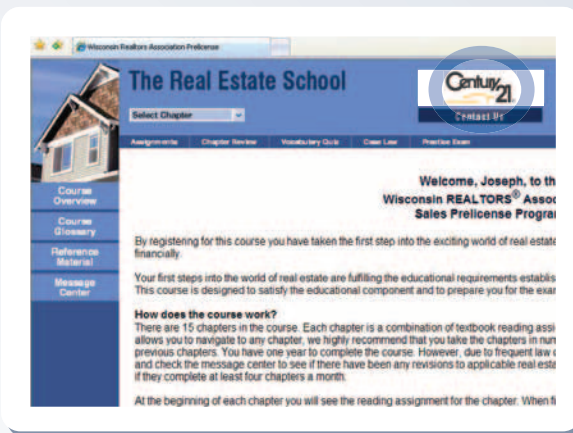 Wisconsin Realtors Association Prelicense
The Real Estate School
Century 21
Select Chapter
Contact Us
Assignments Chapter Review Vocabulary Quiz Case Law Practice Exam
Course Overview
Course Glossary
Reference Material
Message Center
Welcome, Joseph, to th
Wisconsin REALTORS® Assoc
Sales Prelicense Progra
By registering for this course you have taken the first step into the exciting world of real estate
financially.
Your first steps into the world of real estate are fulfilling the educational requirements establis
This course is designed to satisfy the educational component and to prepare you for the exar
How does the course work?
There are 15 chapters in the course. Each chapter is a combination of textbook reading assi
allows you to navigate to any chapter, we highly recommend that you take the chapters in num
previous chapters. You have one year to complete the course. However, due to frequent law c
and check the message center to see if there have been any revisions to applicable real esta
if they complete at least four chapters a month.
At the beginning of each chapter you will see the reading assignment for the chapter. When fi